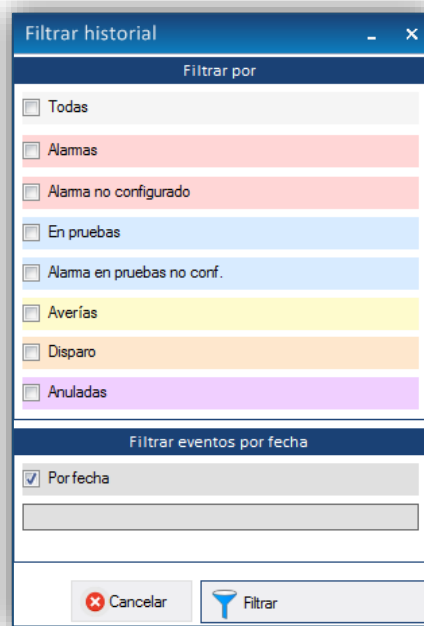 Filtrar historial
Filtrar por
Todas
Alarmas
Alarma no configurado
En pruebas
Alarma en pruebas no conf.
Averías
Disparo
Anuladas
Filtrar eventos por fecha
Por fecha
Cancelar
Filtrar